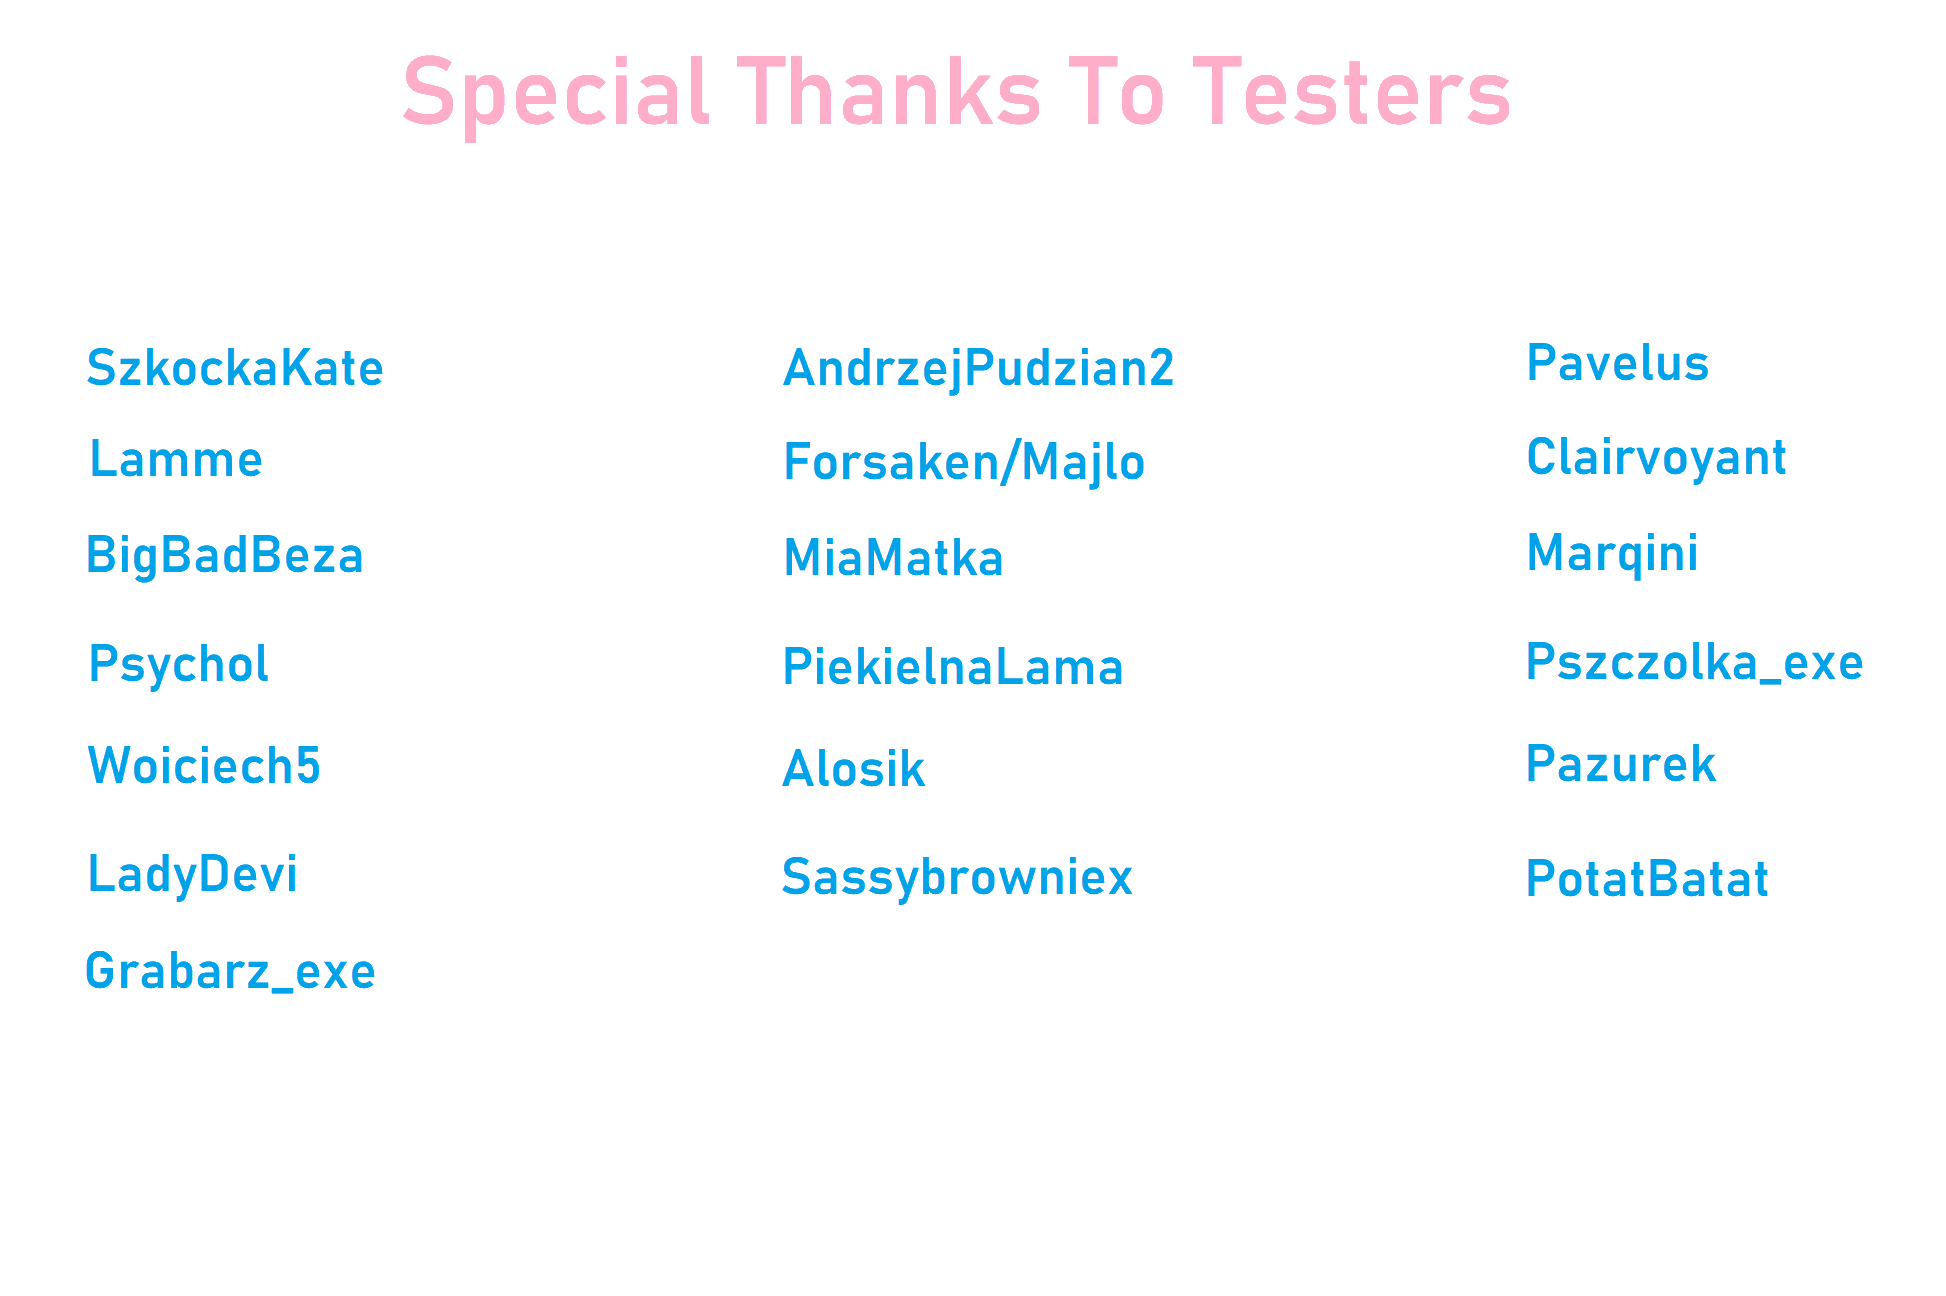 Special Thanks To Testers
SzkockaKate
Lamme
BigBadBeza
Psychol
Woiciech5
LadyDevi
Grabarz_exe
AndrzejPudzian2
Forsaken/Majlo
MiaMatka
PiekielnaLama
Alosik
Sassybrowniex
Pavelus
Clairvoyant
Marqini
Pszczolka_exe
Pazurek
PotatBatat